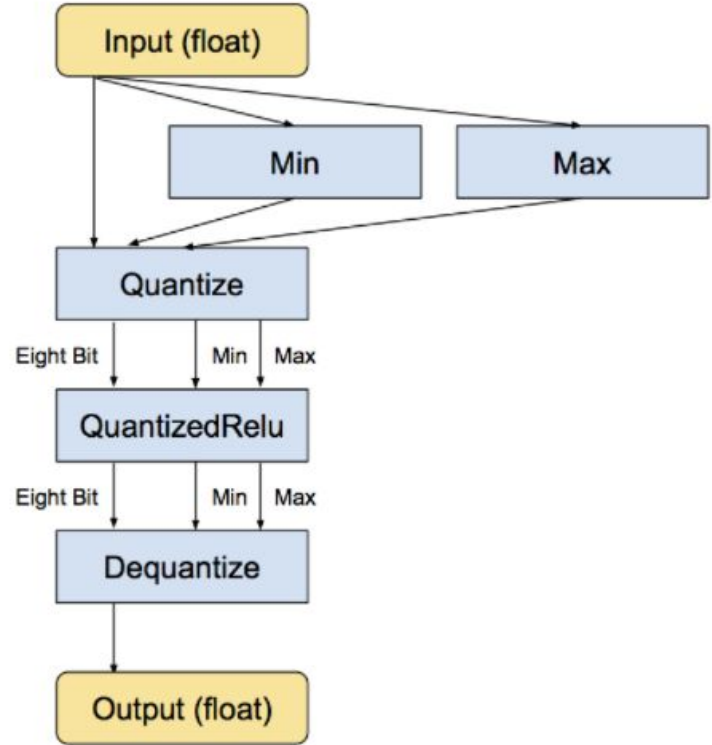 Input (float)
Min
Max
Quantize
Eight Bit
Min
Max
QuantizedRelu
Eight Bit
Min
Max
Dequantize
Output (float)